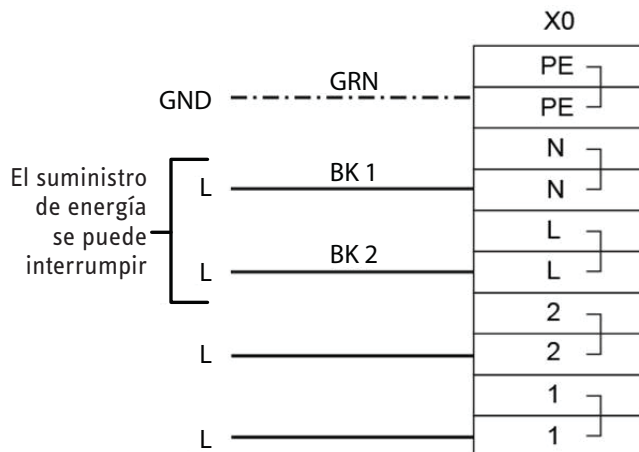 X0
PE
GND GRN PE
N
El suministro
de energía
se puede
interrumpir
L BK 1 N
L
L BK 2 L
2
L 2
1
L 1